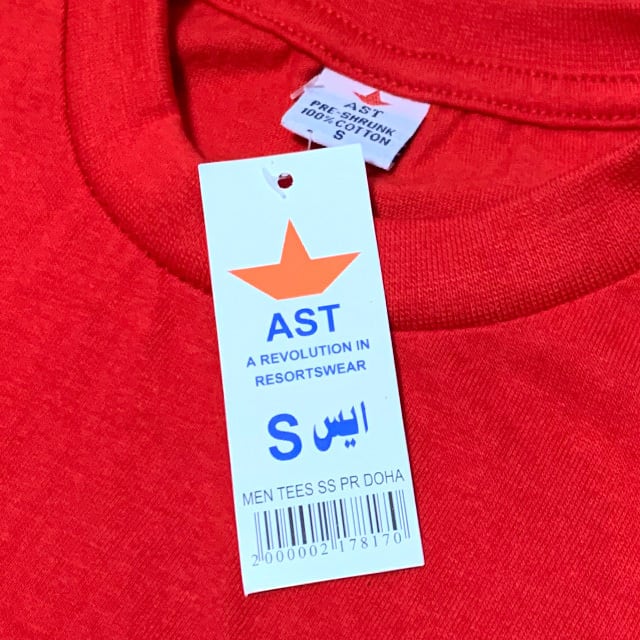 AST
PRE-SHRUNK
100% COTTON
S
AST
A REVOLUTION IN
RESORTSWEAR
S ایس
MEN TEES SS PR DOHA
2000002178170